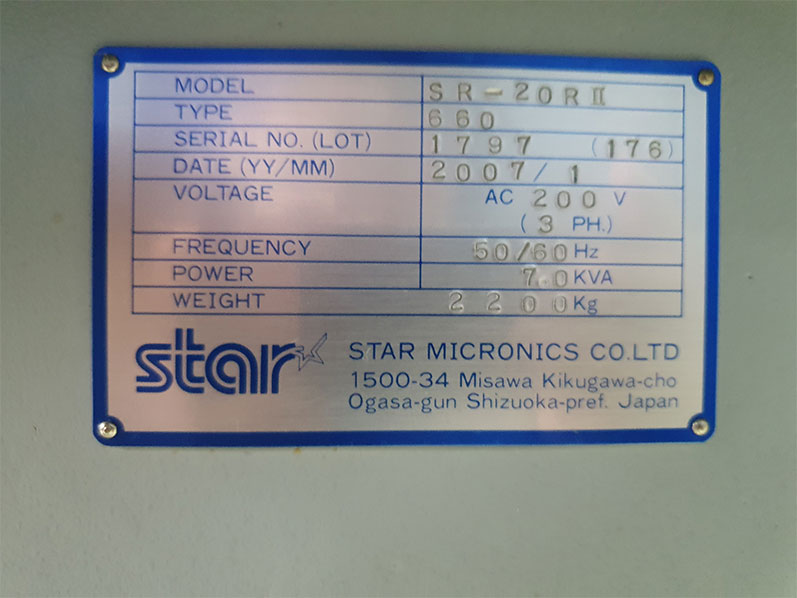 MODEL SR-20RⅡ
TYPE 660
SERIAL NO. (LOT) 1797 (176)
DATE (YY/MM) 2007/1
VOLTAGE AC 200 V
(3 PH.)
FREQUENCY 50/60Hz
POWER 7.0KVA
WEIGHT 2200Kg
star STAR MICRONICS CO.LTD
1500-34 Misawa Kikugawa-cho
Ogasa-gun Shizuoka-pref. Japan